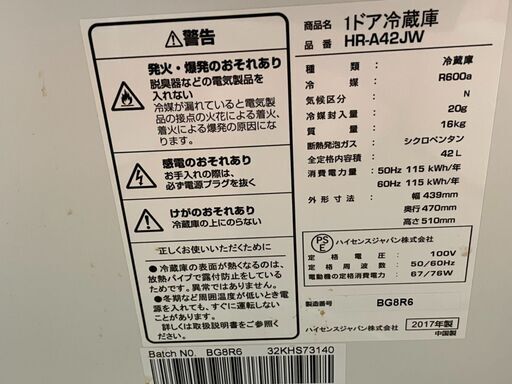 警告
発火・爆発のおそれあり
脱臭器などの電気製品を
入れない
冷媒が漏れていると電気製
品の接点の火花による着火、
着火による爆発の原因にな
ります。
感電のおそれあり
お手入れの際は、
必ず電源プラグを抜く
けがのおそれあり
冷蔵庫の上にのらない
正しくお使いいただくために
●冷蔵庫の表面が熱くなるのは、
放熱パイプで露付防止をしている
ためです。異常ではありません。
●冬期など周囲温度が低いとき電
源を入れても、すぐに運転しない
ことがあります。
詳しくは取扱説明書をご覧ください。
商品名 1ドア冷蔵庫
品番 HR-A42JW
種類 : 冷蔵庫
冷媒 : R600a
気候区分 : N
冷媒封入量 : 20g
質量 : 16kg
断熱発泡ガス : シクロペンタン
全定格内容積 : 42L
消費電力量 : 50Hz 115 kWh/年
60Hz 115 kWh/年
外形寸法 : 幅 439mm
奥行 470mm
高さ 510mm
PSE ハイセンスジャパン株式会社
定格電圧 : 100V
定格周波数 : 50/60Hz
電動機の定格消費電力 : 67/76W
製造番号 BG8R6
ハイセンスジャパン株式会社
2017年製
中国製
Batch NO. BG8R6 32KHS73140